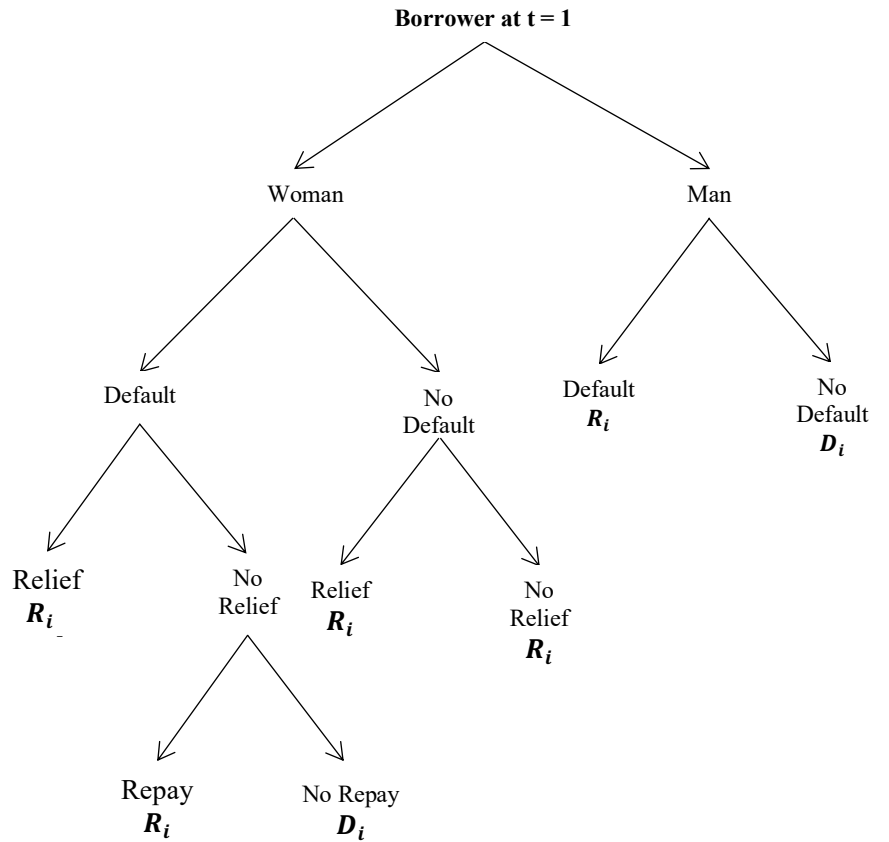 Borrower at t = 1
Woman
Man
Default
No
Default
Default
R_i
No
Default
D_i
Relief
R_i
No
Relief
Relief
R_i
No
Relief
R_i
Repay
R_i
No Repay
D_i